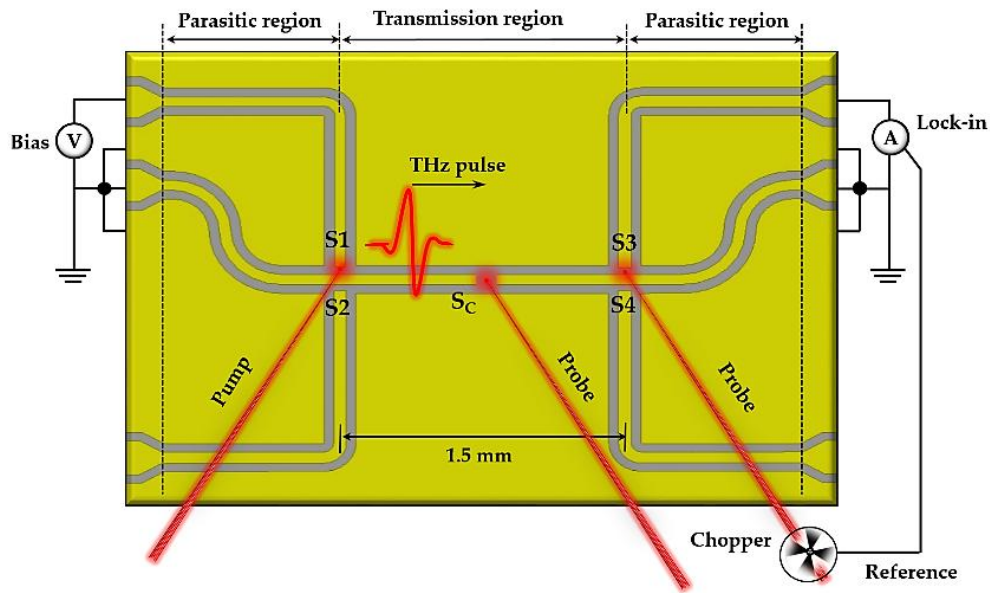 Parasitic region
Transmission region
Parasitic region
Bias
V
A
Lock-in
THz pulse
S1
S3
S2
SC
S4
Pump
Probe
Probe
1.5 mm
Chopper
Reference